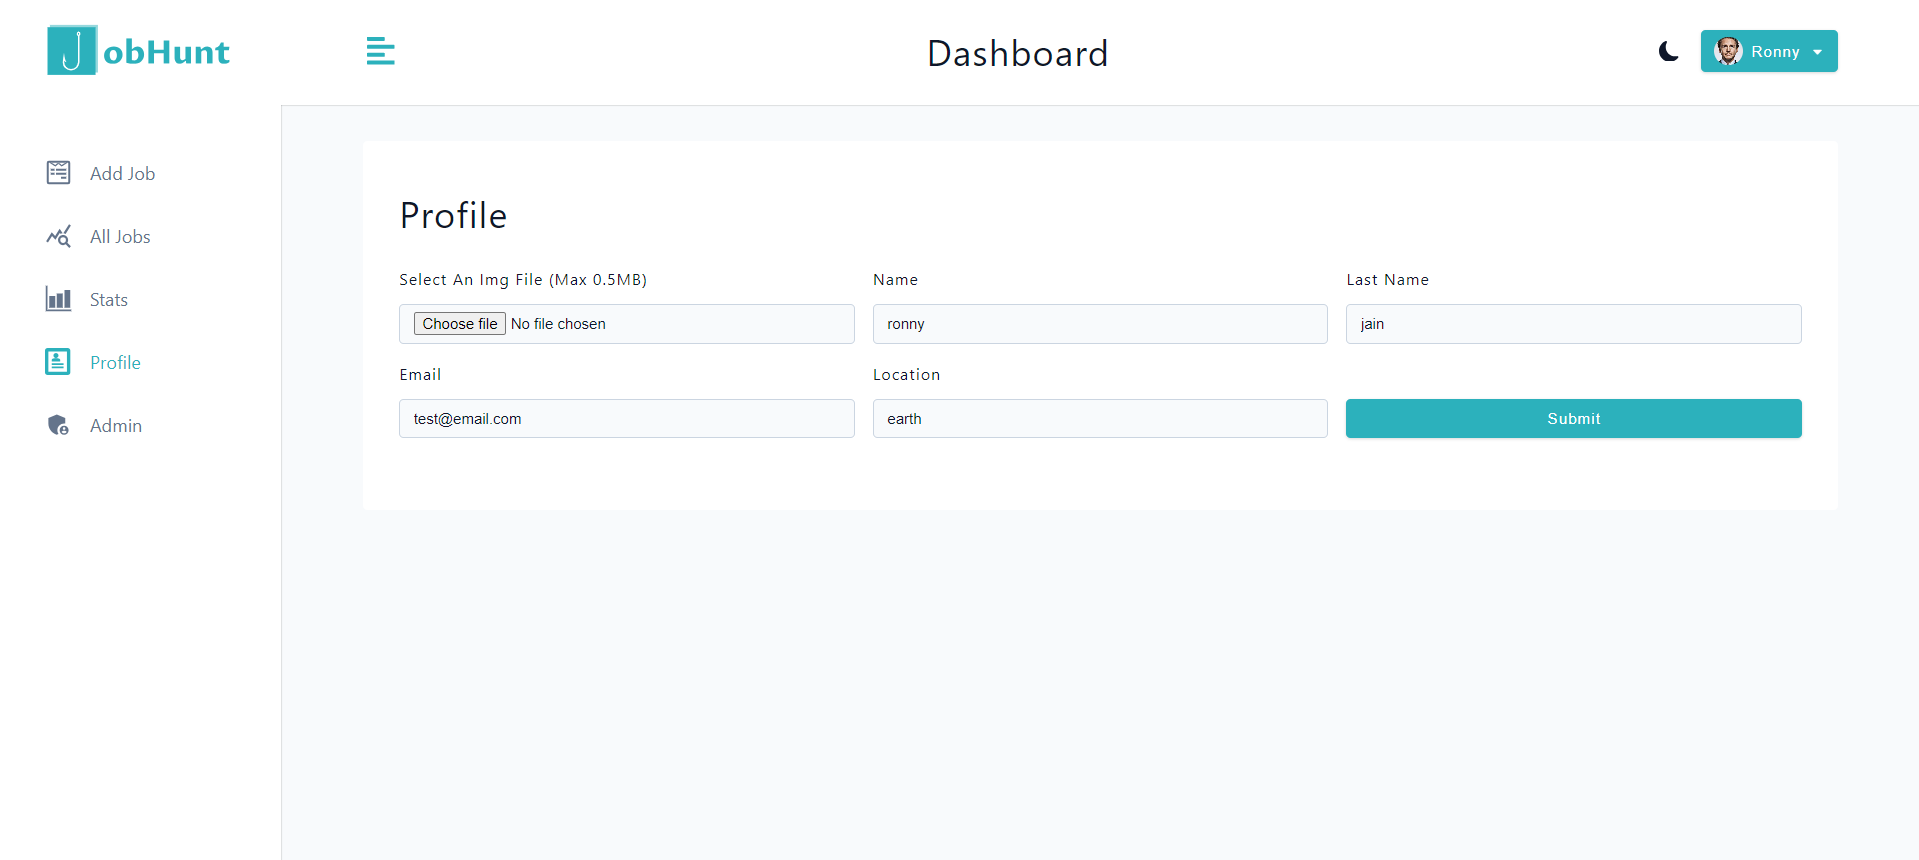 JobHunt
Dashboard
Ronny
Add Job
All Jobs
Stats
Profile
Admin
Profile
Select An Img File (Max 0.5MB)
Name
Last Name
Choose file No file chosen
ronny
jain
Email
Location
test@email.com
earth
Submit